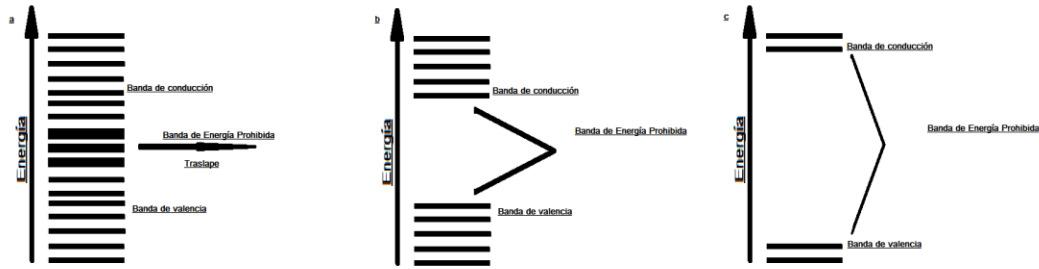 a
Energía
Banda de conducción
Banda de Energía Prohibida
Traslape
Banda de valencia
b
Energía
Banda de conducción
Banda de Energía Prohibida
Banda de valencia
c
Energía
Banda de conducción
Banda de Energía Prohibida
Banda de valencia